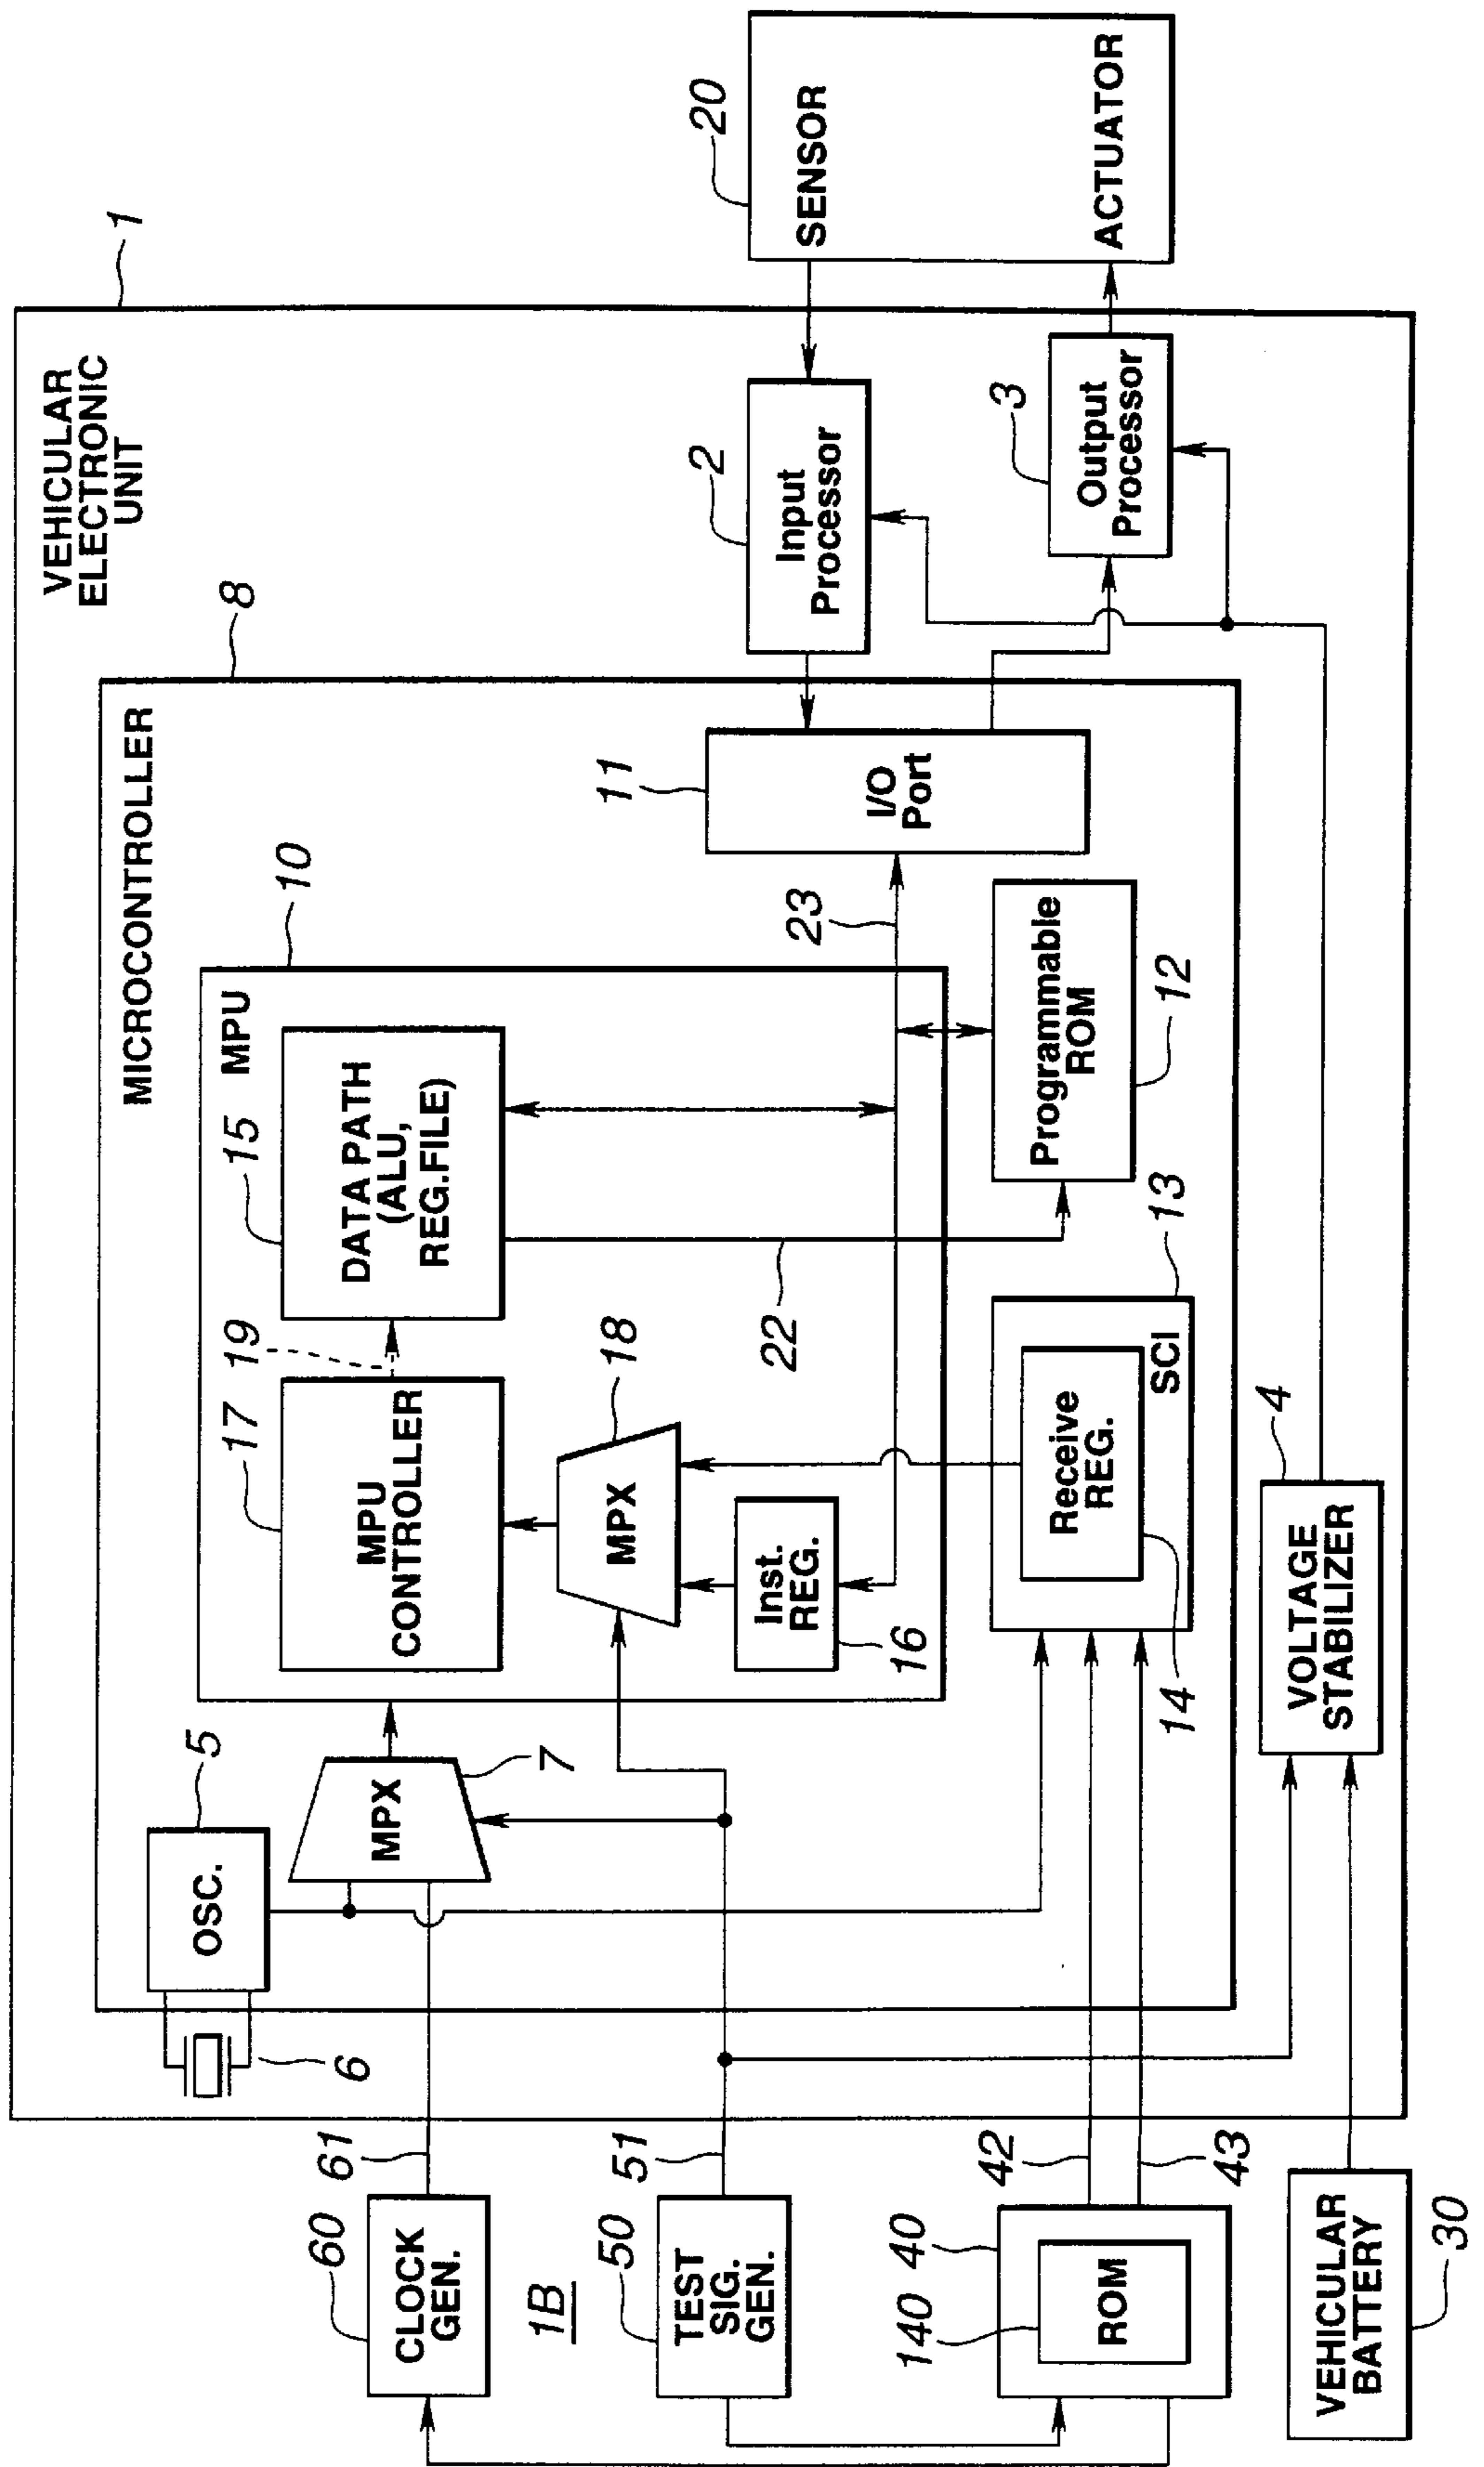 VEHICULAR
ELECTRONIC
UNIT
1
MICROCONTROLLER
8
OSC.
5
6
MPX
7
MPU
10
MPU
CONTROLLER
17
19
DATA PATH
(ALU,
REG.FILE)
15
MPX
18
Inst.
REG.
16
22
23
I/O
Port
11
Programmable
ROM
12
Receive
REG.
SCI
13
14
Input
Processor
2
Output
Processor
3
SENSOR
ACTUATOR
20
VOLTAGE
STABILIZER
4
CLOCK
GEN.
60
61
1B
TEST
SIG.
GEN.
50
51
ROM
140
40
42
43
VEHICULAR
BATTERY
30